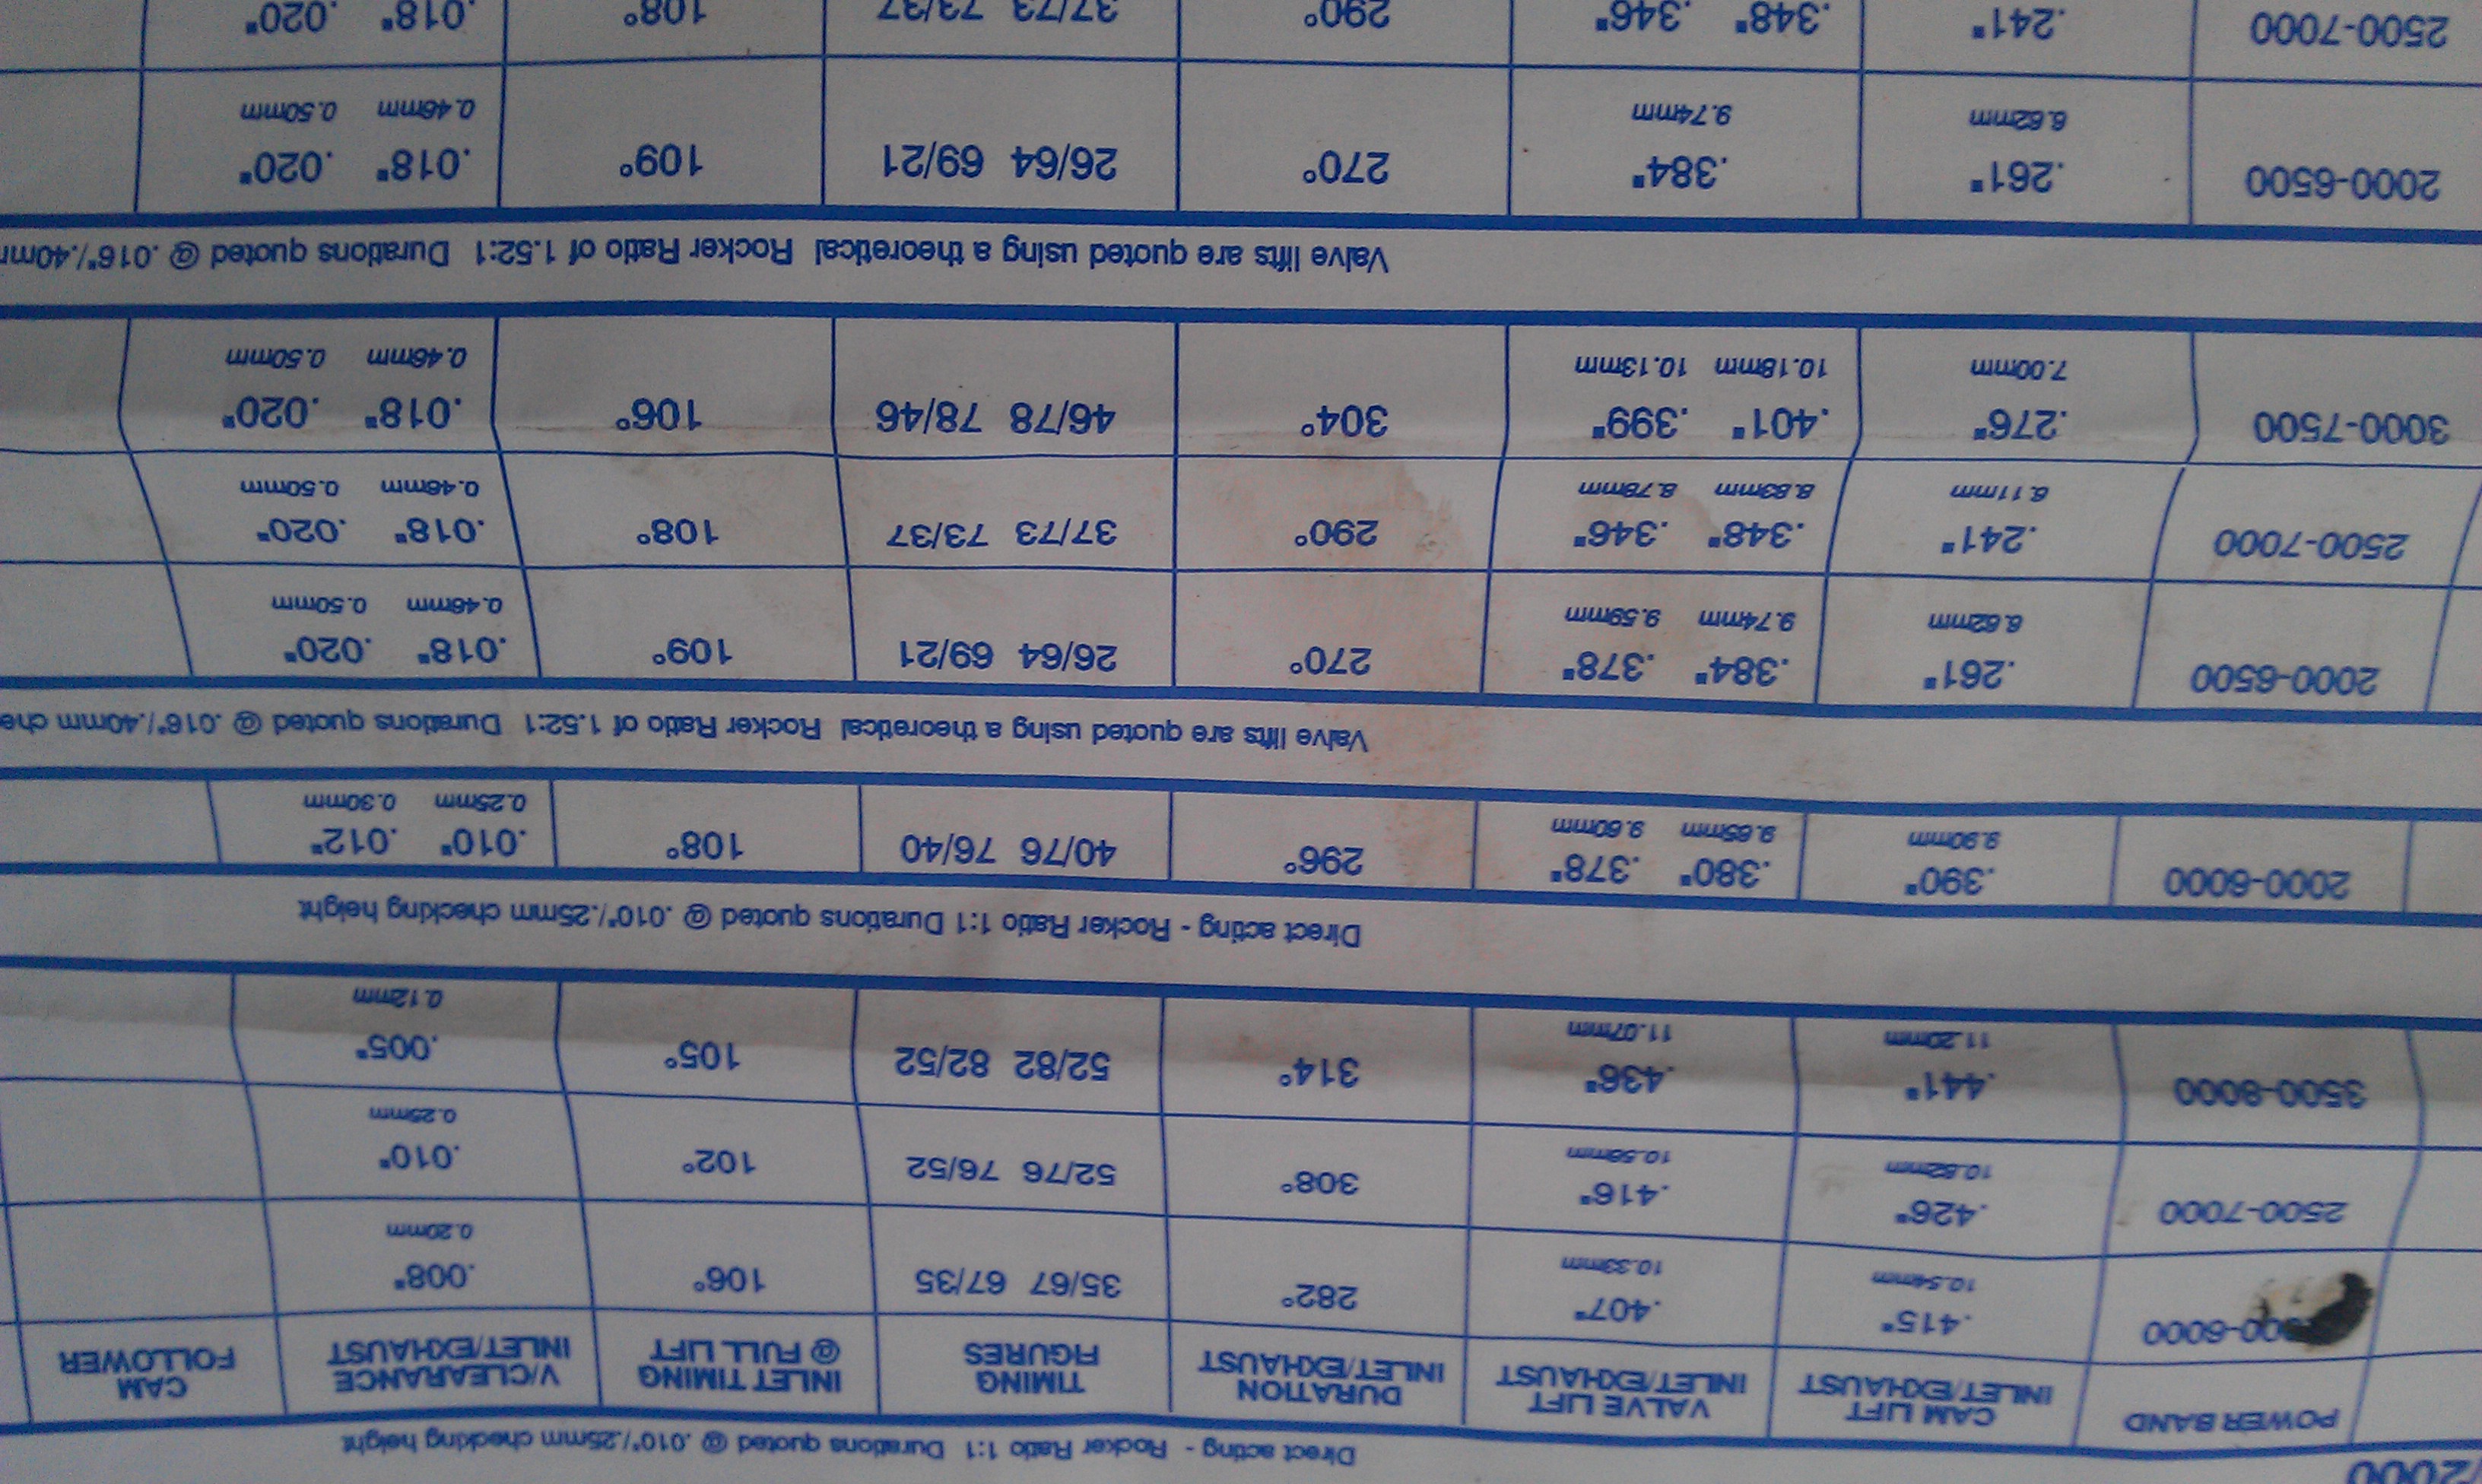 /2000
Direct acting - Rocker Ratio 1:1 Durations quoted @ .010"/.25mm checking height
POWER BAND CAM LIFT INLET/EXHAUST VALVE LIFT INLET/EXHAUST DURATION INLET/EXHAUST TIMING FIGURES INLET TIMING @ FULL LIFT V/CLEARANCE INLET/EXHAUST CAM FOLLOWER
.415" .407" 282° 35/67 67/35 106° .008"
10.54mm 10.33mm 0.20mm
2500-7000 .426" .416" 308° 52/76 76/52 102° .010"
10.82mm 10.56mm 0.25mm
3500-8000 .441" .436" 314° 52/82 82/52 105° .005"
11.20mm 11.07mm 0.12mm
Direct acting - Rocker Ratio 1:1 Durations quoted @ .010"/.25mm checking height
2000-6000 .390" .380" .378" 296° 40/76 76/40 108° .010" .012"
9.90mm 9.65mm 9.60mm 0.25mm 0.30mm
Valve lifts are quoted using a theoretical Rocker Ratio of 1.52:1 Durations quoted @ .016"/.40mm che
2000-6500 .261" .384" .378" 270° 26/64 69/21 109° .018" .020"
6.62mm 9.74mm 9.59mm 0.46mm 0.50mm
2500-7000 .241" .348" .346" 290° 37/73 73/37 108° .018" .020"
6.11mm 8.83mm 8.78mm 0.46mm 0.50mm
3000-7500 .276" .401" .399" 304° 46/78 78/46 106° .018" .020"
7.00mm 10.18mm 10.13mm 0.46mm 0.50mm
Valve lifts are quoted using a theoretical Rocker Ratio of 1.52:1 Durations quoted @ .016"/.40m
2000-6500 .261" .384" 270° 26/64 69/21 109° .018" .020"
6.62mm 9.74mm 0.46mm 0.50mm
2500-7000 .241" .348" .346" 290° 37/73 73/37 108° .018" .020"